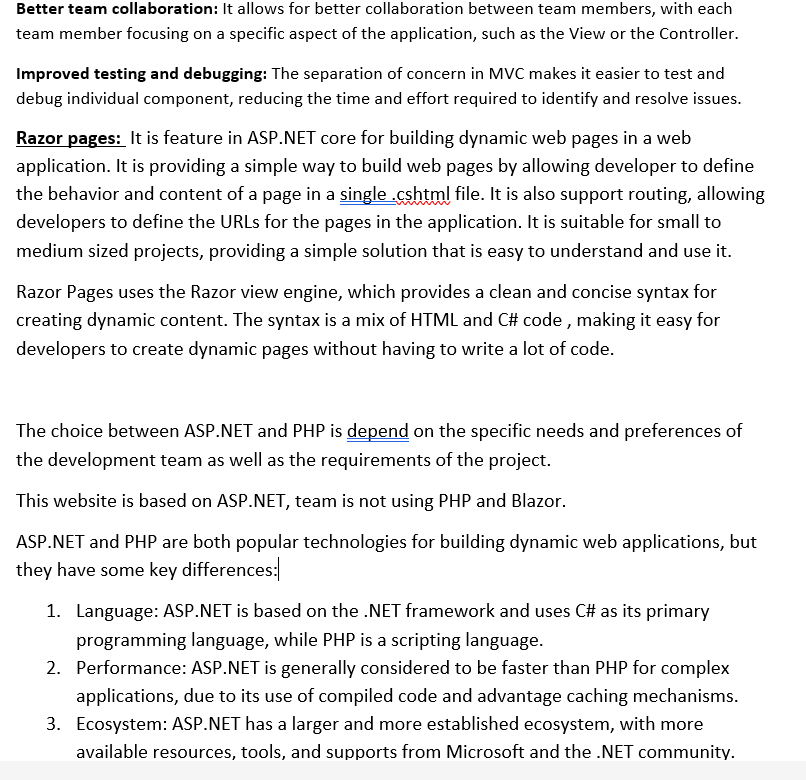 Better team collaboration: It allows for better collaboration between team members, with each
team member focusing on a specific aspect of the application, such as the View or the Controller.
Improved testing and debugging: The separation of concern in MVC makes it easier to test and
debug individual component, reducing the time and effort required to identify and resolve issues.
Razor pages: It is feature in ASP.NET core for building dynamic web pages in a web
application. It is providing a simple way to build web pages by allowing developer to define
the behavior and content of a page in a single .cshtml file. It is also support routing, allowing
developers to define the URLs for the pages in the application. It is suitable for small to
medium sized projects, providing a simple solution that is easy to understand and use it.
Razor Pages uses the Razor view engine, which provides a clean and concise syntax for
creating dynamic content. The syntax is a mix of HTML and C# code , making it easy for
developers to create dynamic pages without having to write a lot of code.
The choice between ASP.NET and PHP is depend on the specific needs and preferences of
the development team as well as the requirements of the project.
This website is based on ASP.NET, team is not using PHP and Blazor.
ASP.NET and PHP are both popular technologies for building dynamic web applications, but
they have some key differences:
1. Language: ASP.NET is based on the .NET framework and uses C# as its primary
programming language, while PHP is a scripting language.
2. Performance: ASP.NET is generally considered to be faster than PHP for complex
applications, due to its use of compiled code and advantage caching mechanisms.
3. Ecosystem: ASP.NET has a larger and more established ecosystem, with more
available resources, tools, and supports from Microsoft and the .NET community.